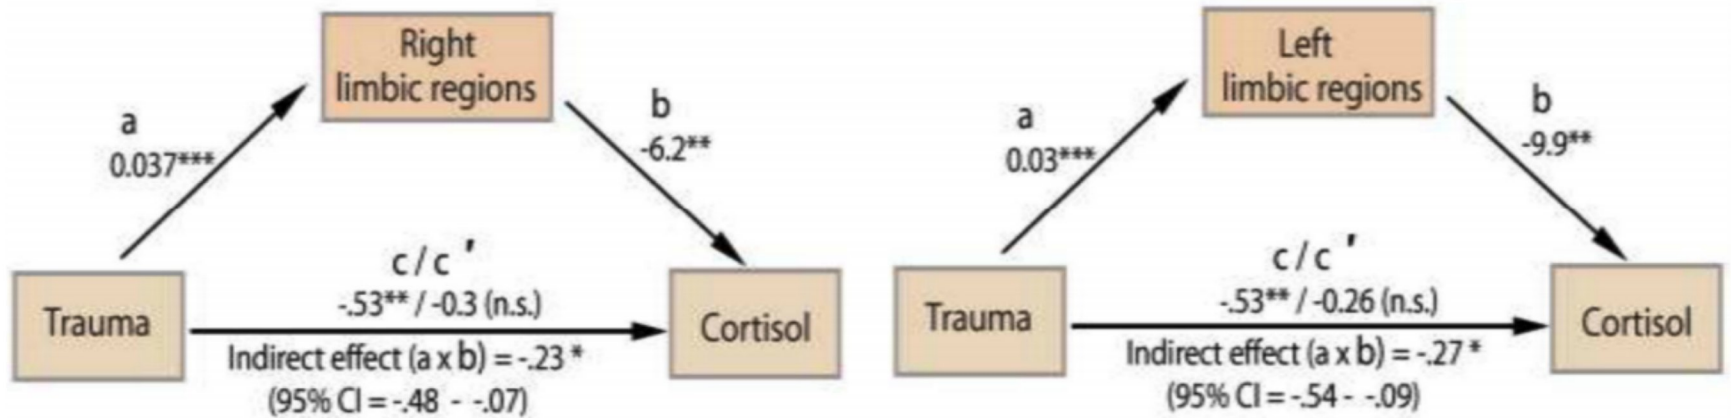 Right
limbic regions
a
0.037***
b
-6.2**
Trauma
c / c ′
-.53** / -0.3 (n.s.)
Indirect effect (a x b) = -.23 *
(95% CI = -.48 - -.07)
Cortisol
Left
limbic regions
a
0.03***
b
-9.9**
Trauma
c / c ′
-.53** / -0.26 (n.s.)
Indirect effect (a x b) = -.27 *
(95% CI = -.54 - -.09)
Cortisol